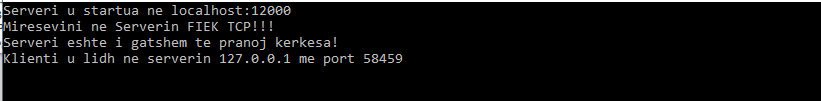 Serveri u startua ne localhost:12000
Miresevini ne Serverin FIEK TCP!!!
Serveri eshte i gatshem te pranoj kerkesa!
Klienti u lidh ne serverin 127.0.0.1 me port 58459